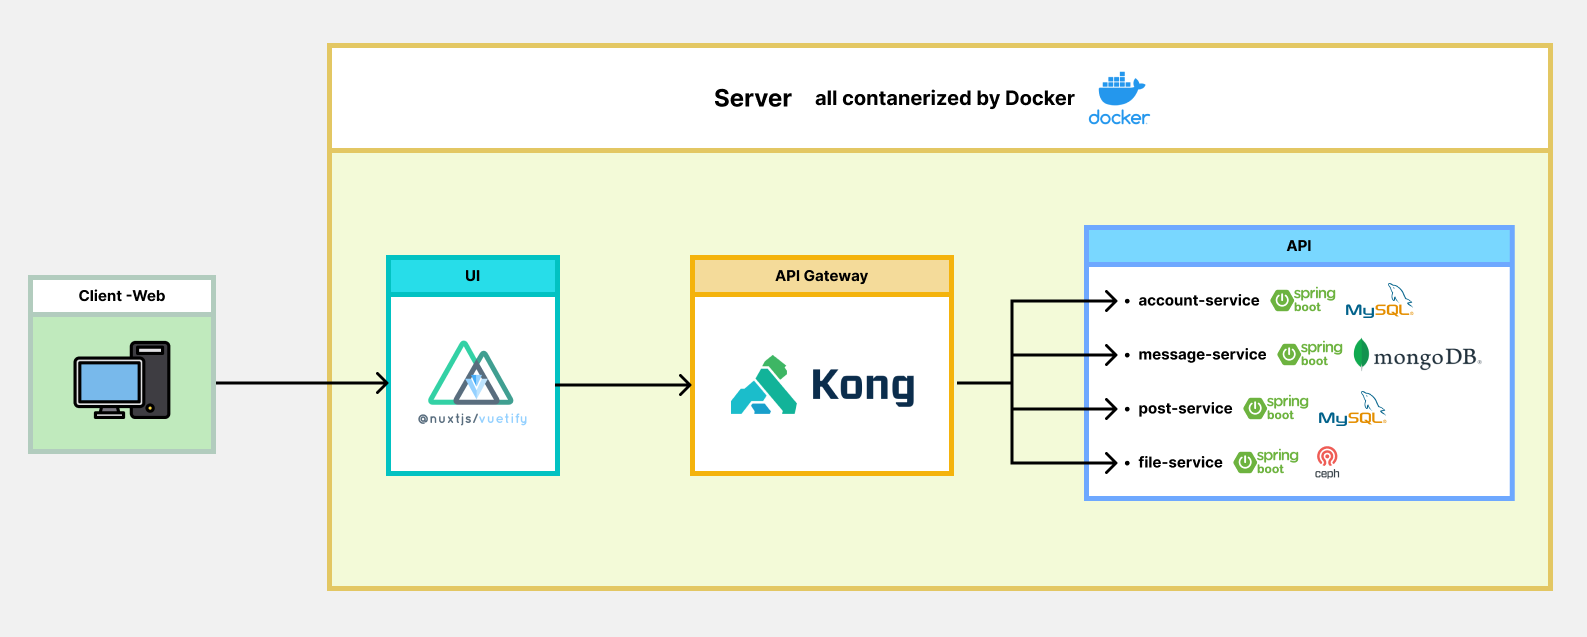 Server all contanerized by Docker
docker
Client -Web
UI
@nuxtjs/vuetify
API Gateway
Kong
API
• account-service spring boot MySQL®
• message-service spring boot mongoDB®
• post-service spring boot MySQL®
• file-service spring boot ceph